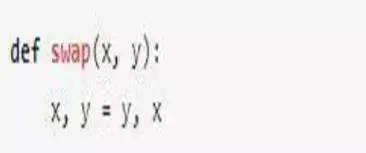 def swap(x, y):
    x, y = y, x